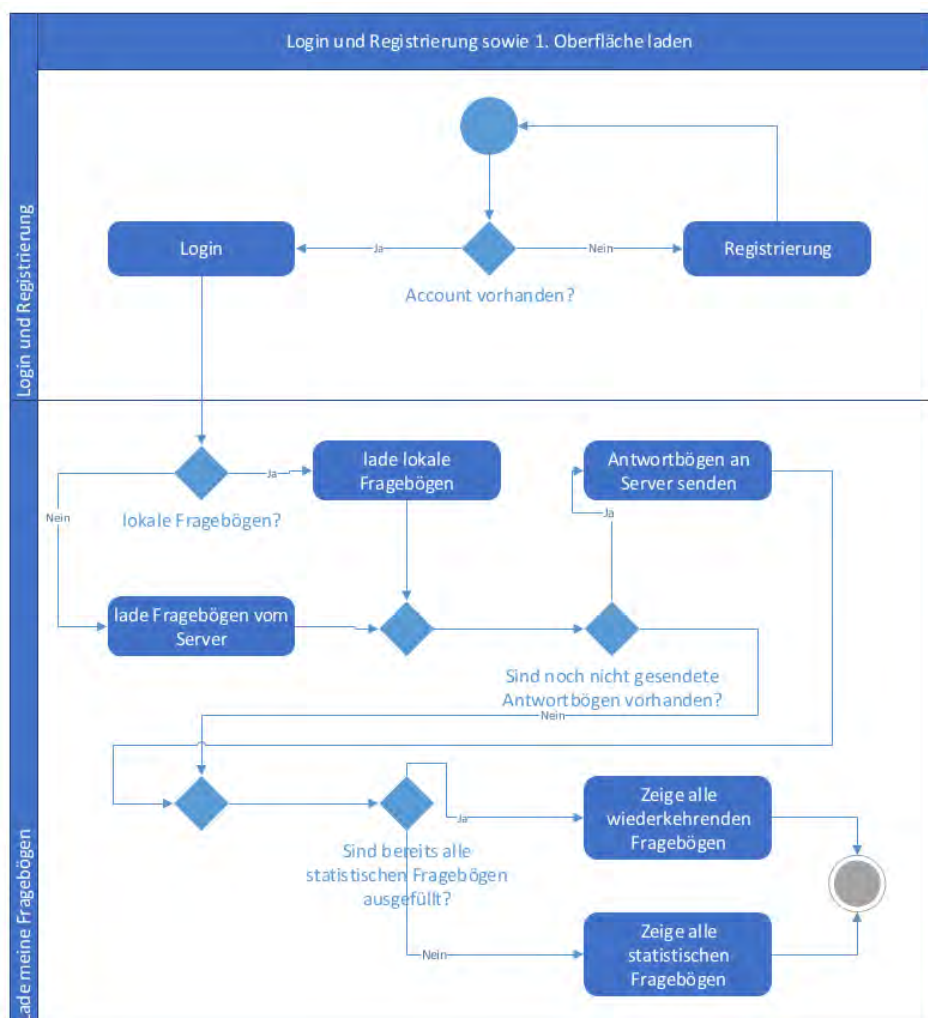 Login und Registrierung sowie 1. Oberfläche laden
Login und Registrierung
Login
Ja
Nein
Registrierung
Account vorhanden?
Lade meine Fragebögen
lade lokale
Fragebögen
Antwortbögen an
Server senden
Ja
Nein
lokale Fragebögen?
Ja
lade Fragebögen vom
Server
Sind noch nicht gesendete
Antwortbögen vorhanden?
Nein
Zeige alle
wiederkehrenden
Fragebögen
Ja
Sind bereits alle
statistischen Fragebögen
ausgefüllt?
Nein
Zeige alle
statistischen
Fragebögen